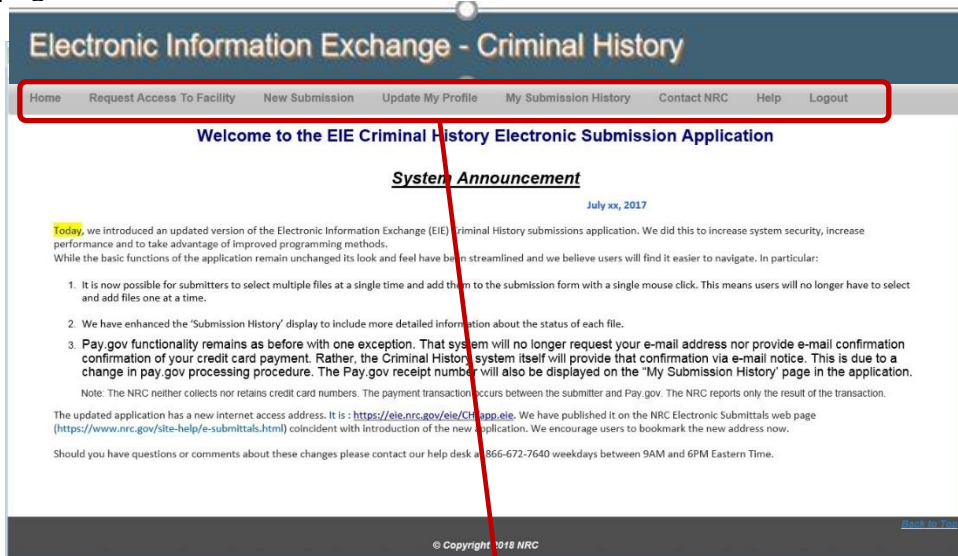 Electronic Information Exchange - Criminal History
Home Request Access To Facility New Submission Update My Profile My Submission History Contact NRC Help Logout
Welcome to the EIE Criminal History Electronic Submission Application
System Announcement
July xx, 2017
Today, we introduced an updated version of the Electronic Information Exchange (EIE) Criminal History submissions application. We did this to increase system security, increase
performance and to take advantage of improved programming methods.
While the basic functions of the application remain unchanged its look and feel have been streamlined and we believe users will find it easier to navigate. In particular:
1. It is now possible for submitters to select multiple files at a single time and add them to the submission form with a single mouse click. This means users will no longer have to select
and add files one at a time.
2. We have enhanced the 'Submission History' display to include more detailed information about the status of each file.
3. Pay.gov functionality remains as before with one exception. That system will no longer request your e-mail address nor provide e-mail confirmation
confirmation of your credit card payment. Rather, the Criminal History system itself will provide that confirmation via e-mail notice. This is due to a
change in pay.gov processing procedure. The Pay.gov receipt number will also be displayed on the "My Submission History' page in the application.
Note: The NRC neither collects nor retains credit card numbers. The payment transaction occurs between the submitter and Pay.gov. The NRC reports only the result of the transaction.
The updated application has a new internet access address. It is : https://eie.nrc.gov/eie/CHapp.eie. We have published it on the NRC Electronic Submittals web page
(https://www.nrc.gov/site-help/e-submittals.html) coincident with introduction of the new application. We encourage users to bookmark the new address now.
Should you have questions or comments about these changes please contact our help desk at 866-672-7640 weekdays between 9AM and 6PM Eastern Time.
Back to Top
© Copyright 2018 NRC